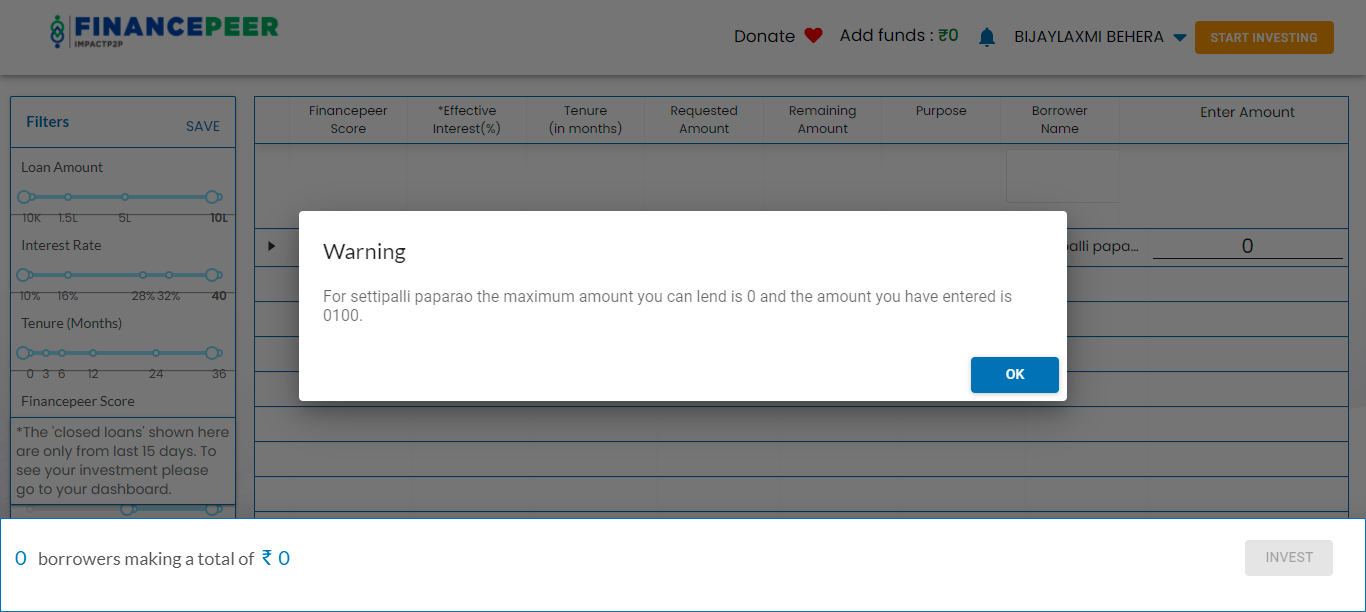 FINANCEPEER
IMPACTP2P
Donate
Add funds : ₹0
BIJAYLAXMI BEHERA
START INVESTING
Filters
SAVE
Loan Amount
10K 1.5L 5L 10L
Interest Rate
10% 16% 28% 32% 40
Tenure (Months)
0 3 6 12 24 36
Financepeer Score
*The 'closed loans' shown here
are only from last 15 days. To
see your investment please
go to your dashboard.
Financepeer
Score
*Effective
Interest(%)
Tenure
(in months)
Requested
Amount
Remaining
Amount
Purpose
Borrower
Name
Enter Amount
alli papa...
0
Warning
For settipalli paparao the maximum amount you can lend is 0 and the amount you have entered is
0100.
OK
0 borrowers making a total of ₹ 0
INVEST